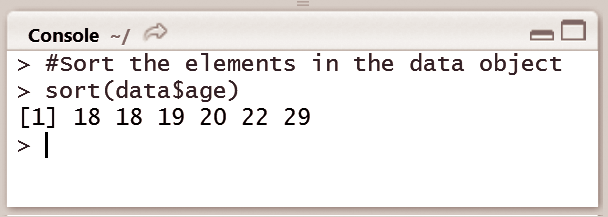 Console ~/
> #Sort the elements in the data object
> sort(data$age)
[1] 18 18 19 20 22 29
>